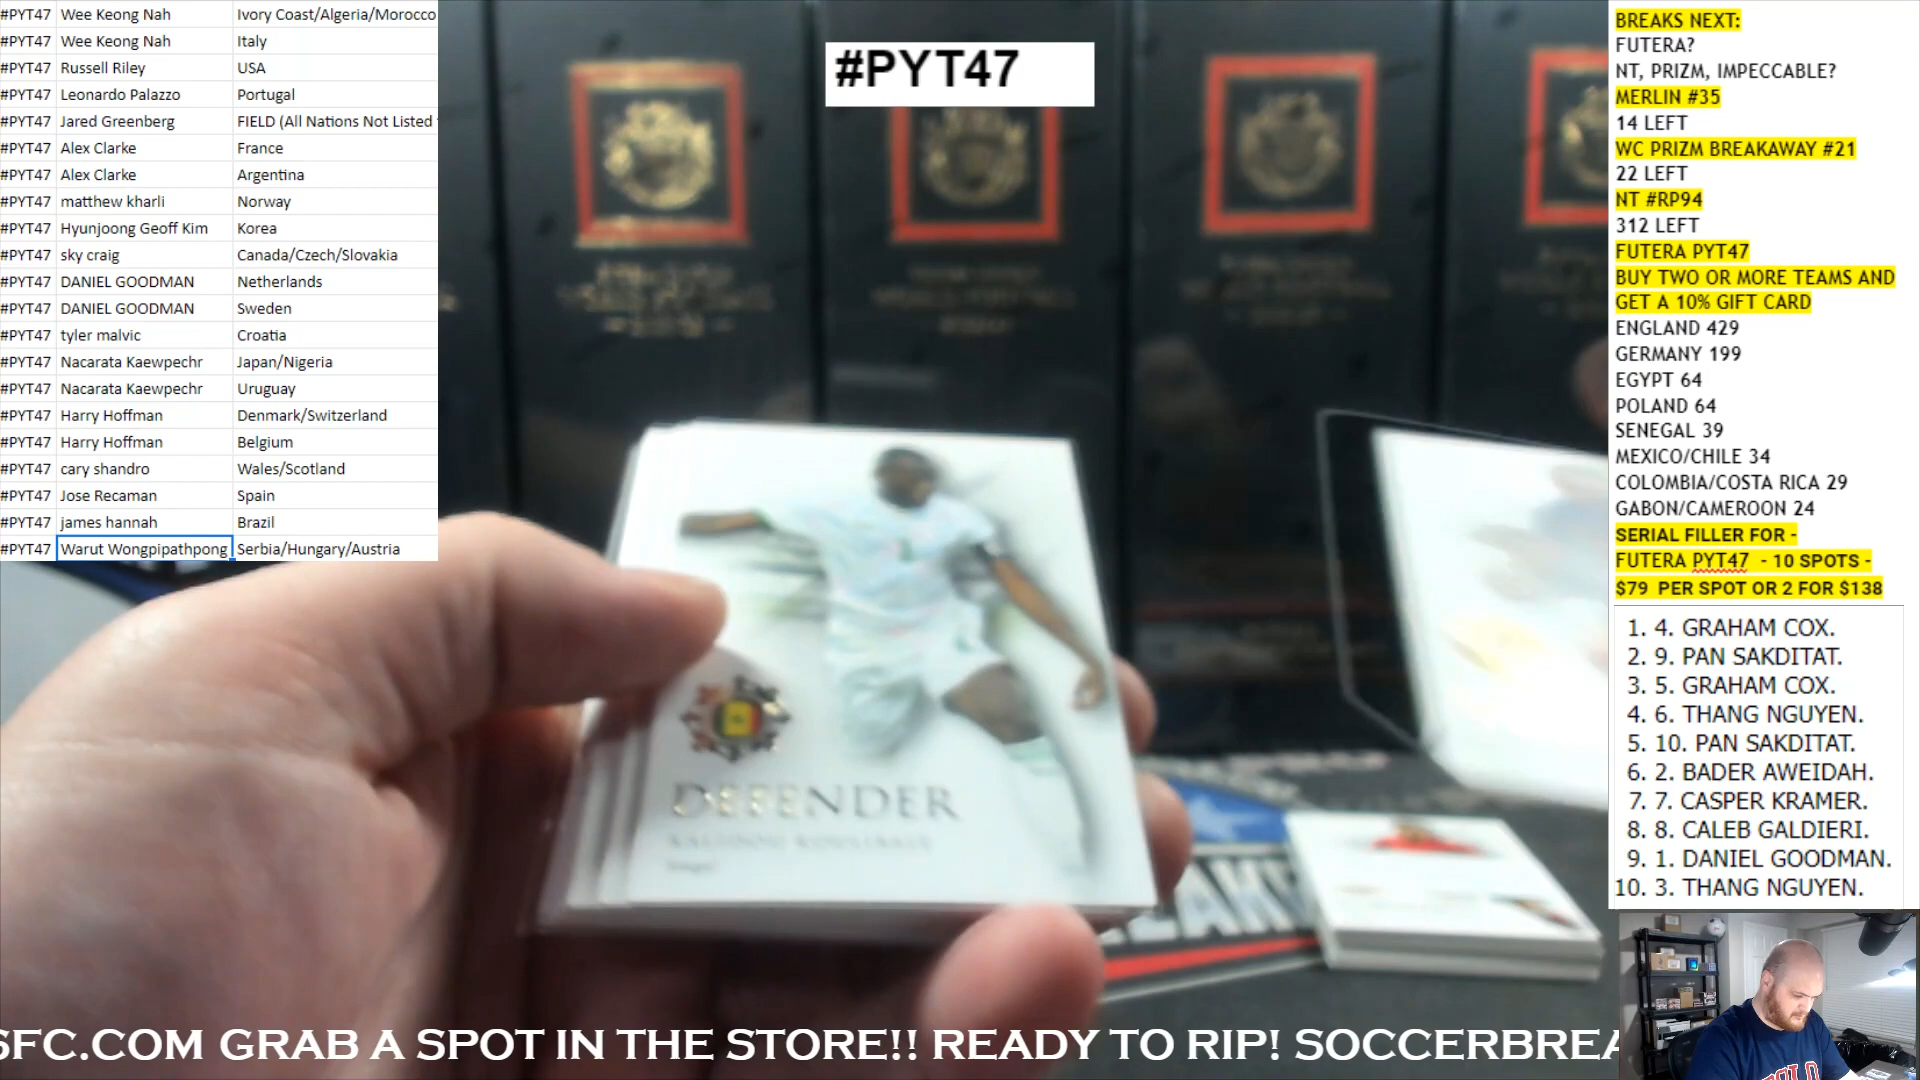 #PYT47 Wee Keong Nah Ivory Coast/Algeria/Morocco
#PYT47 Wee Keong Nah Italy
#PYT47 Russell Riley USA
#PYT47 Leonardo Palazzo Portugal
#PYT47 Jared Greenberg FIELD (All Nations Not Listed
#PYT47 Alex Clarke France
#PYT47 Alex Clarke Argentina
#PYT47 matthew kharli Norway
#PYT47 Hyunjoong Geoff Kim Korea
#PYT47 sky craig Canada/Czech/Slovakia
#PYT47 DANIEL GOODMAN Netherlands
#PYT47 DANIEL GOODMAN Sweden
#PYT47 tyler malvic Croatia
#PYT47 Nacarata Kaewpechr Japan/Nigeria
#PYT47 Nacarata Kaewpechr Uruguay
#PYT47 Harry Hoffman Denmark/Switzerland
#PYT47 Harry Hoffman Belgium
#PYT47 cary shandro Wales/Scotland
#PYT47 Jose Recaman Spain
#PYT47 james hannah Brazil
#PYT47 Warut Wongpipathpong Serbia/Hungary/Austria
#PYT47
DEFENDER
BREAKS NEXT:
FUTERA?
NT, PRIZM, IMPECCABLE?
MERLIN #35
14 LEFT
WC PRIZM BREAKAWAY #21
22 LEFT
NT #RP94
312 LEFT
FUTERA PYT47
BUY TWO OR MORE TEAMS AND
GET A 10% GIFT CARD
ENGLAND 429
GERMANY 199
EGYPT 64
POLAND 64
SENEGAL 39
MEXICO/CHILE 34
COLOMBIA/COSTA RICA 29
GABON/CAMEROON 24
SERIAL FILLER FOR -
FUTERA PYT47 - 10 SPOTS -
$79 PER SPOT OR 2 FOR $138
1. 4. GRAHAM COX.
2. 9. PAN SAKDITAT.
3. 5. GRAHAM COX.
4. 6. THANG NGUYEN.
5. 10. PAN SAKDITAT.
6. 2. BADER AWEIDAH.
7. 7. CASPER KRAMER.
8. 8. CALEB GALDIERI.
9. 1. DANIEL GOODMAN.
10. 3. THANG NGUYEN.
SFC.COM GRAB A SPOT IN THE STORE!! READY TO RIP! SOCCERBREA